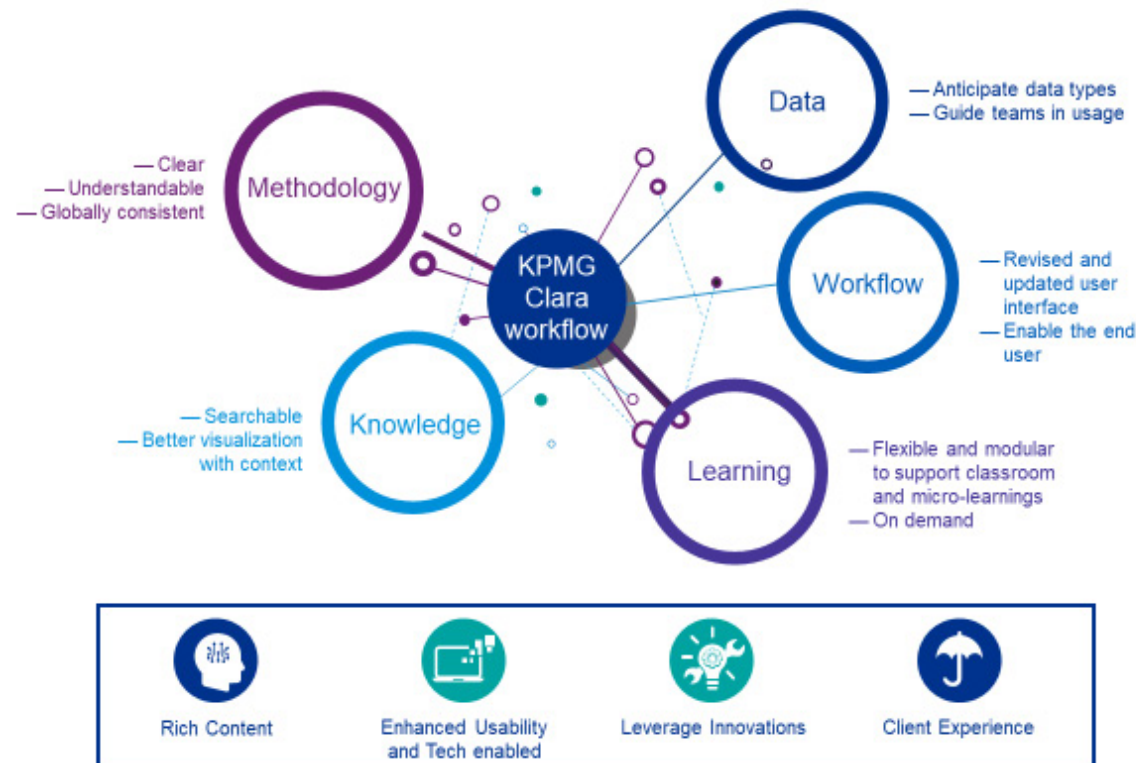 Data
— Anticipate data types
— Guide teams in usage
Methodology
— Clear
— Understandable
— Globally consistent
KPMG
Clara
workflow
Workflow
— Revised and
updated user
interface
— Enable the end
user
Knowledge
— Searchable
— Better visualization
with context
Learning
— Flexible and modular
to support classroom
and micro-learnings
— On demand
Rich Content
Enhanced Usability
and Tech enabled
Leverage Innovations
Client Experience